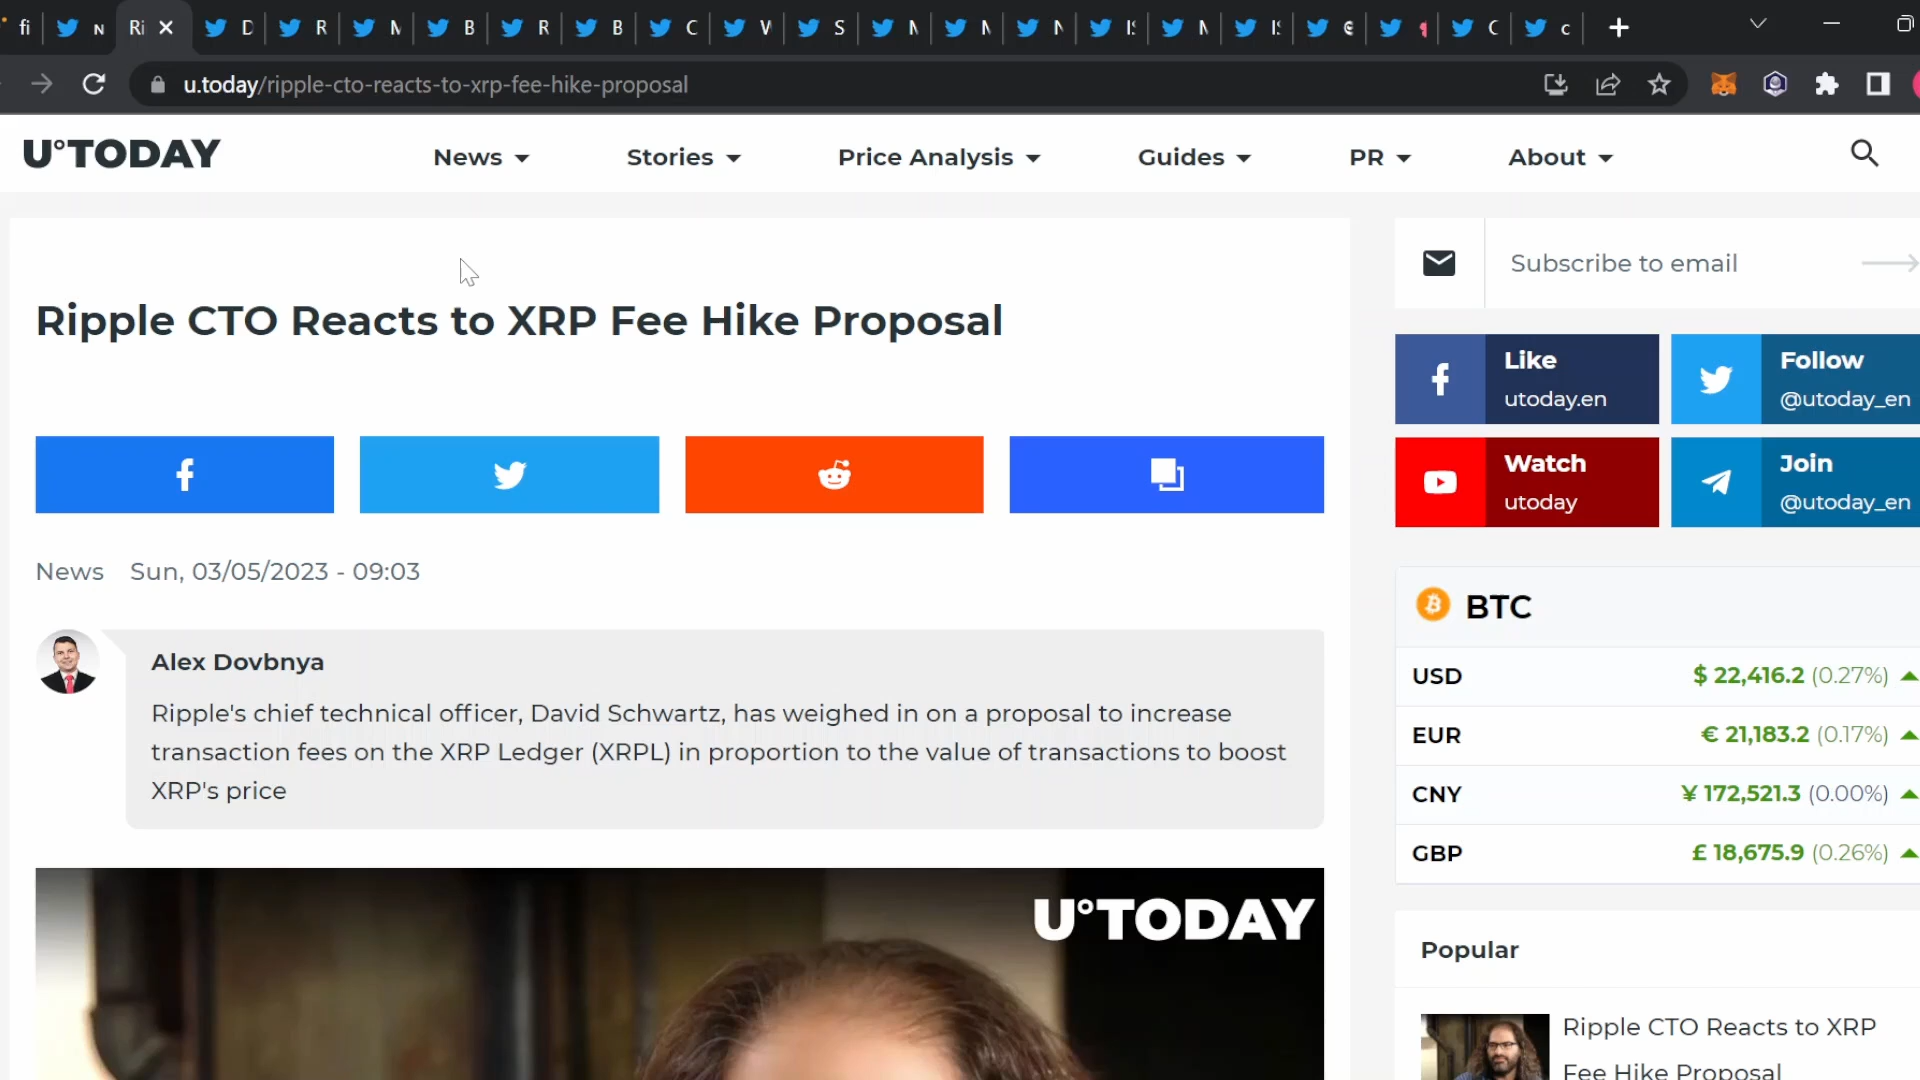 fi N Ri D R M B R B C W S M M N IS M IS C c
u.today/ripple-cto-reacts-to-xrp-fee-hike-proposal
U°TODAY News Stories Price Analysis Guides PR About
Subscribe to email
Ripple CTO Reacts to XRP Fee Hike Proposal
Like
utoday.en
Follow
@utoday_en
Watch
utoday
Join
@utoday_en
News Sun, 03/05/2023 - 09:03
BTC
USD $ 22,416.2 (0.27%)
EUR € 21,183.2 (0.17%)
CNY ¥ 172,521.3 (0.00%)
GBP £ 18,675.9 (0.26%)
Alex Dovbnya
Ripple's chief technical officer, David Schwartz, has weighed in on a proposal to increase
transaction fees on the XRP Ledger (XRPL) in proportion to the value of transactions to boost
XRP's price
U°TODAY
Popular
Ripple CTO Reacts to XRP
Fee Hike Proposal